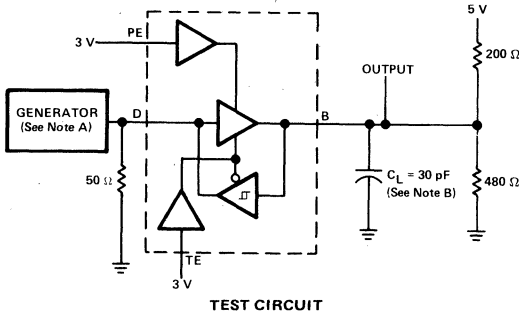 5 V
PE
3 V
200 Ω
OUTPUT
GENERATOR
(See Note A)
D
B
50 Ω
C_L = 30 pF
(See Note B)
480 Ω
TE
3 V
TEST CIRCUIT